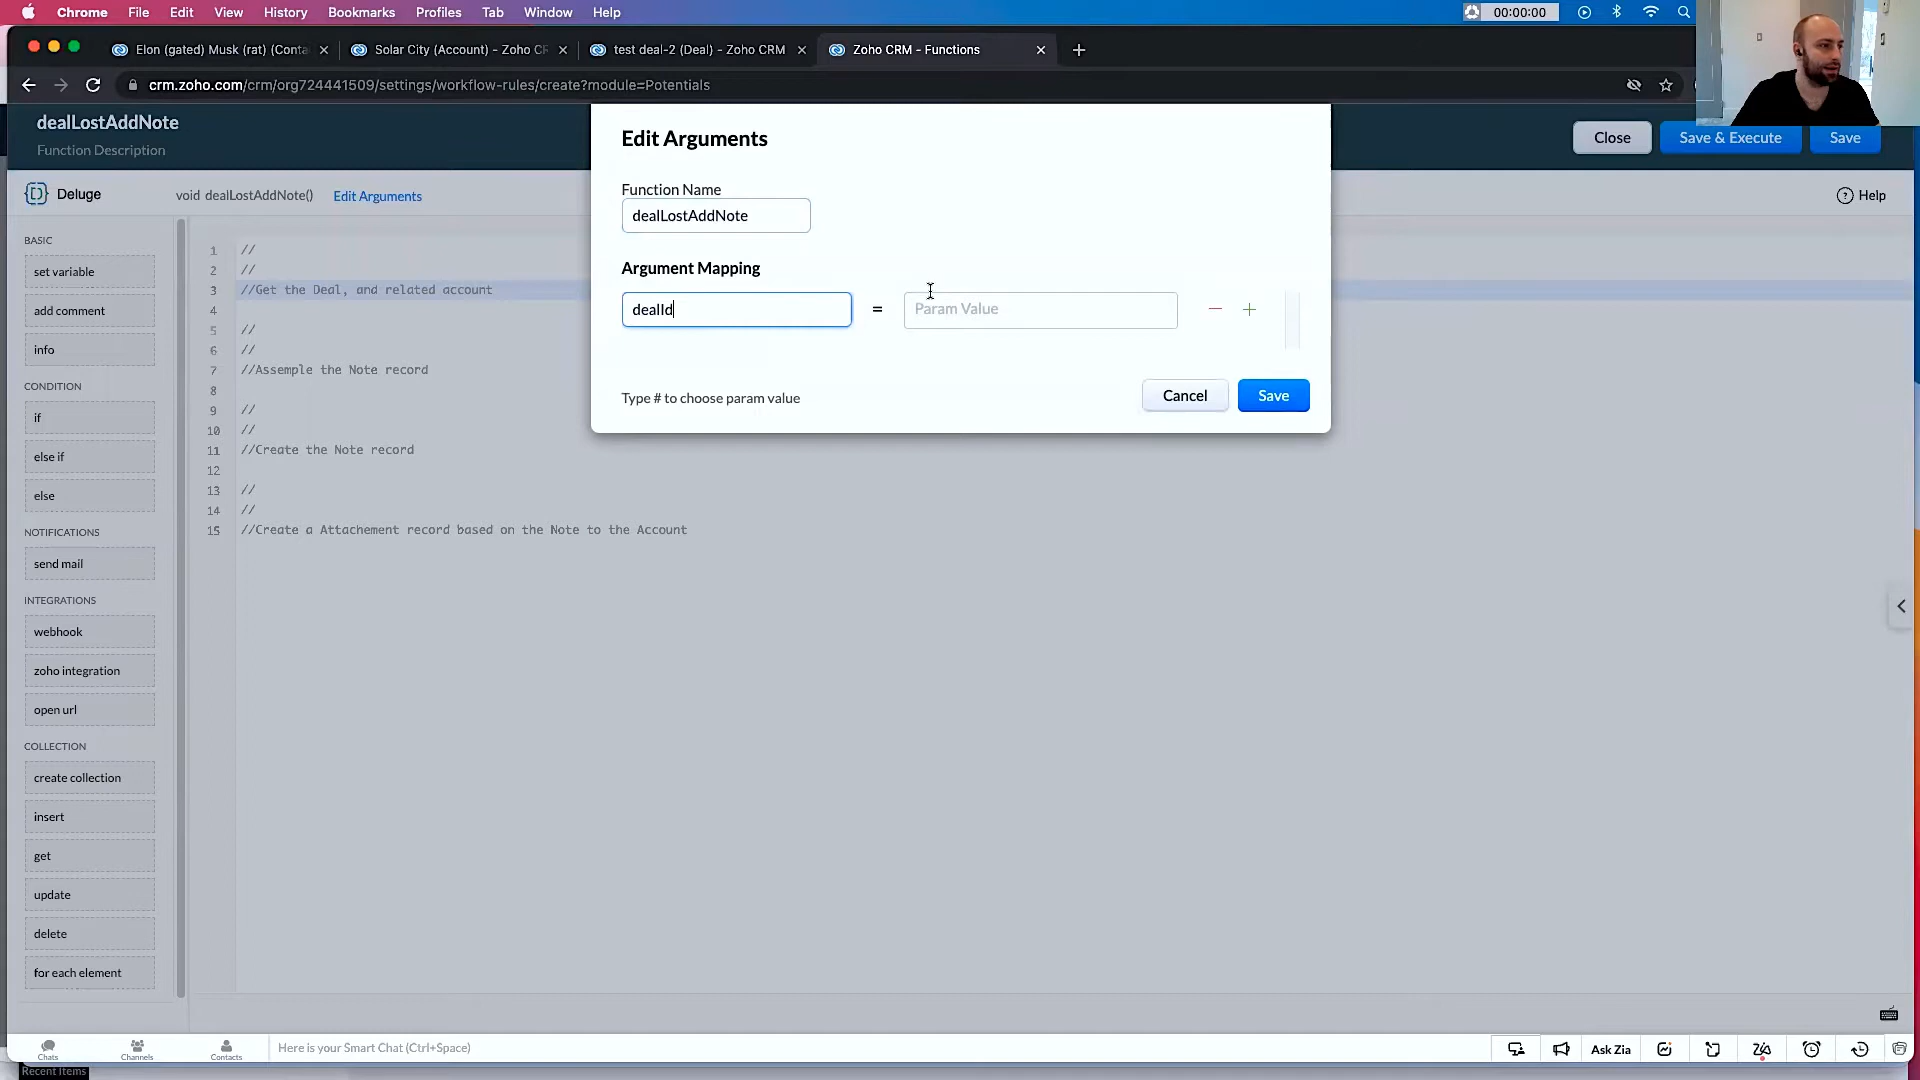 Chrome File Edit View History Bookmarks Profiles Tab Window Help 00:00:00
Elon (gated) Musk (rat) (Conta
Solar City (Account) - Zoho CR
test deal-2 (Deal) - Zoho CRM
Zoho CRM - Functions
crm.zoho.com/crm/org724441509/settings/workflow-rules/create?module=Potentials
dealLostAddNote
Function Description
Close
Save & Execute
Save
Deluge
void dealLostAddNote()
Edit Arguments
Help
Edit Arguments
Function Name
dealLostAddNote
Argument Mapping
dealId
=
Param Value
Type # to choose param value
Cancel
Save
BASIC
set variable
add comment
info
CONDITION
if
else if
else
NOTIFICATIONS
send mail
INTEGRATIONS
webhook
zoho integration
open url
COLLECTION
create collection
insert
get
update
delete
for each element
1 //
2 //
3 //Get the Deal, and related account
4
5 //
6 //
7 //Assemple the Note record
8
9 //
10 //
11 //Create the Note record
12
13 //
14 //
15 //Create a Attachement record based on the Note to the Account
Chats
Channels
Contacts
Here is your Smart Chat (Ctrl+Space)
Ask Zia
Recent Items